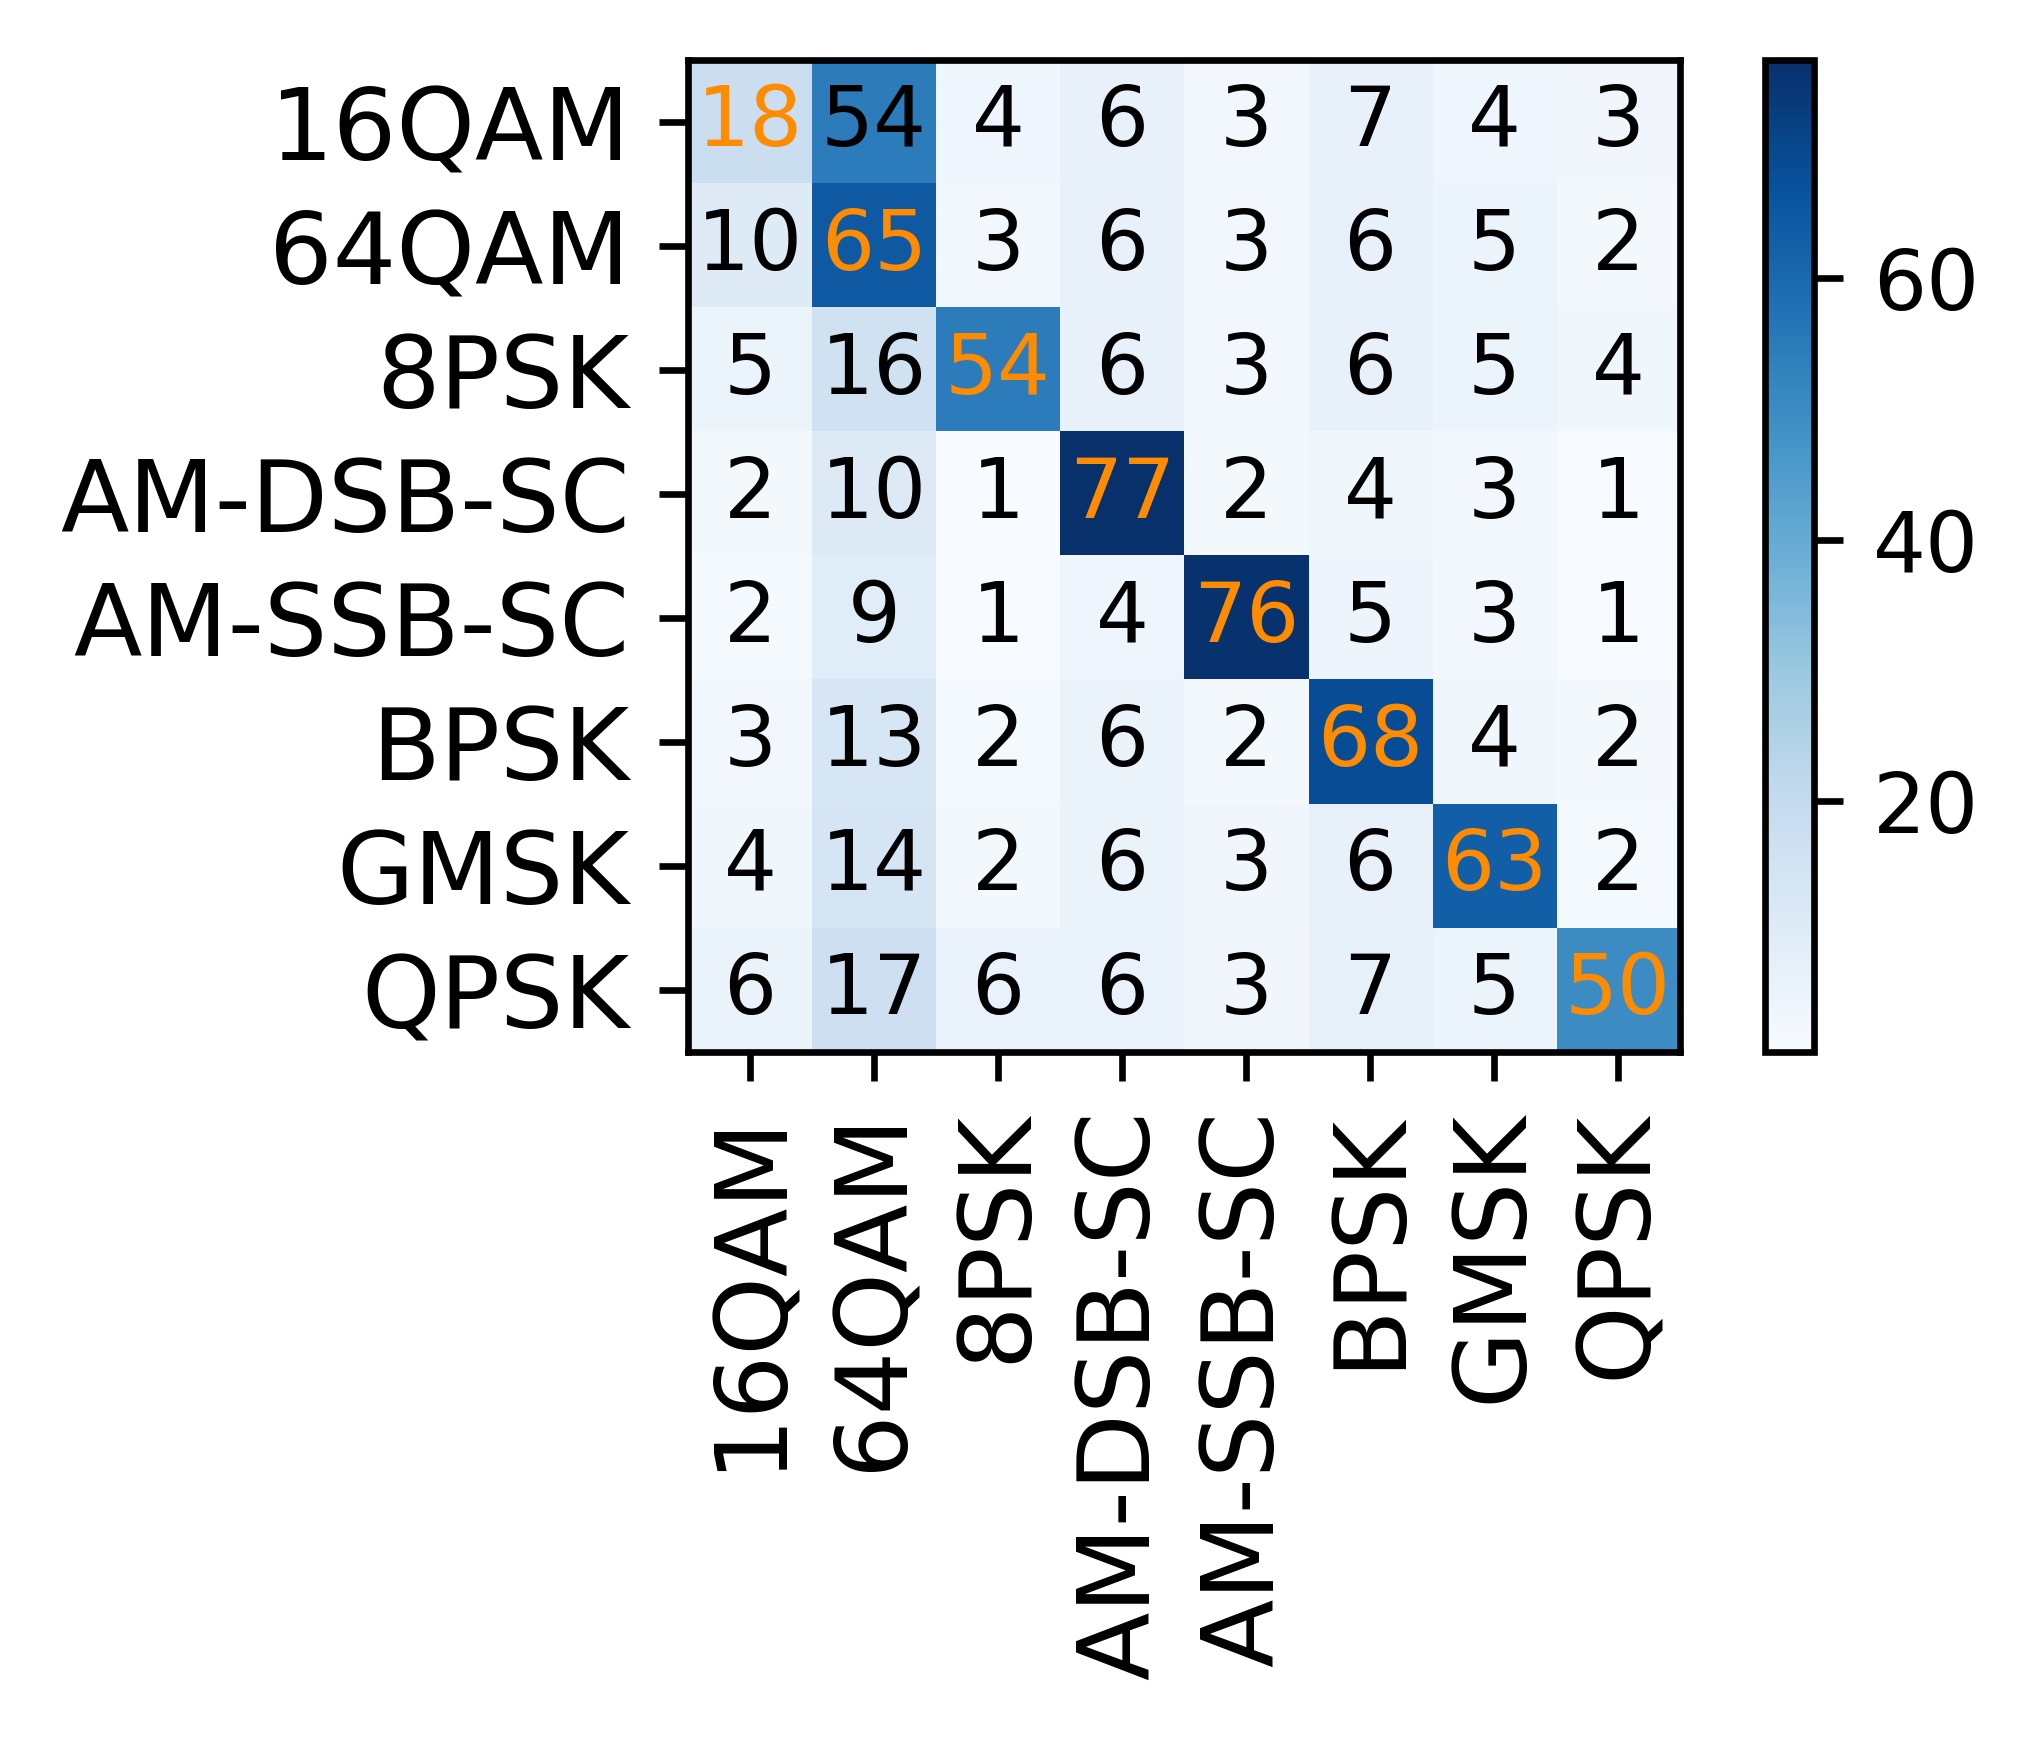 16QAM 18 54 4 6 3 7 4 3
64QAM 10 65 3 6 3 6 5 2
8PSK 5 16 54 6 3 6 5 4
AM-DSB-SC 2 10 1 77 2 4 3 1
AM-SSB-SC 2 9 1 4 76 5 3 1
BPSK 3 13 2 6 2 68 4 2
GMSK 4 14 2 6 3 6 63 2
QPSK 6 17 6 6 3 7 5 50
16QAM
64QAM
8PSK
AM-DSB-SC
AM-SSB-SC
BPSK
GMSK
QPSK
60
40
20